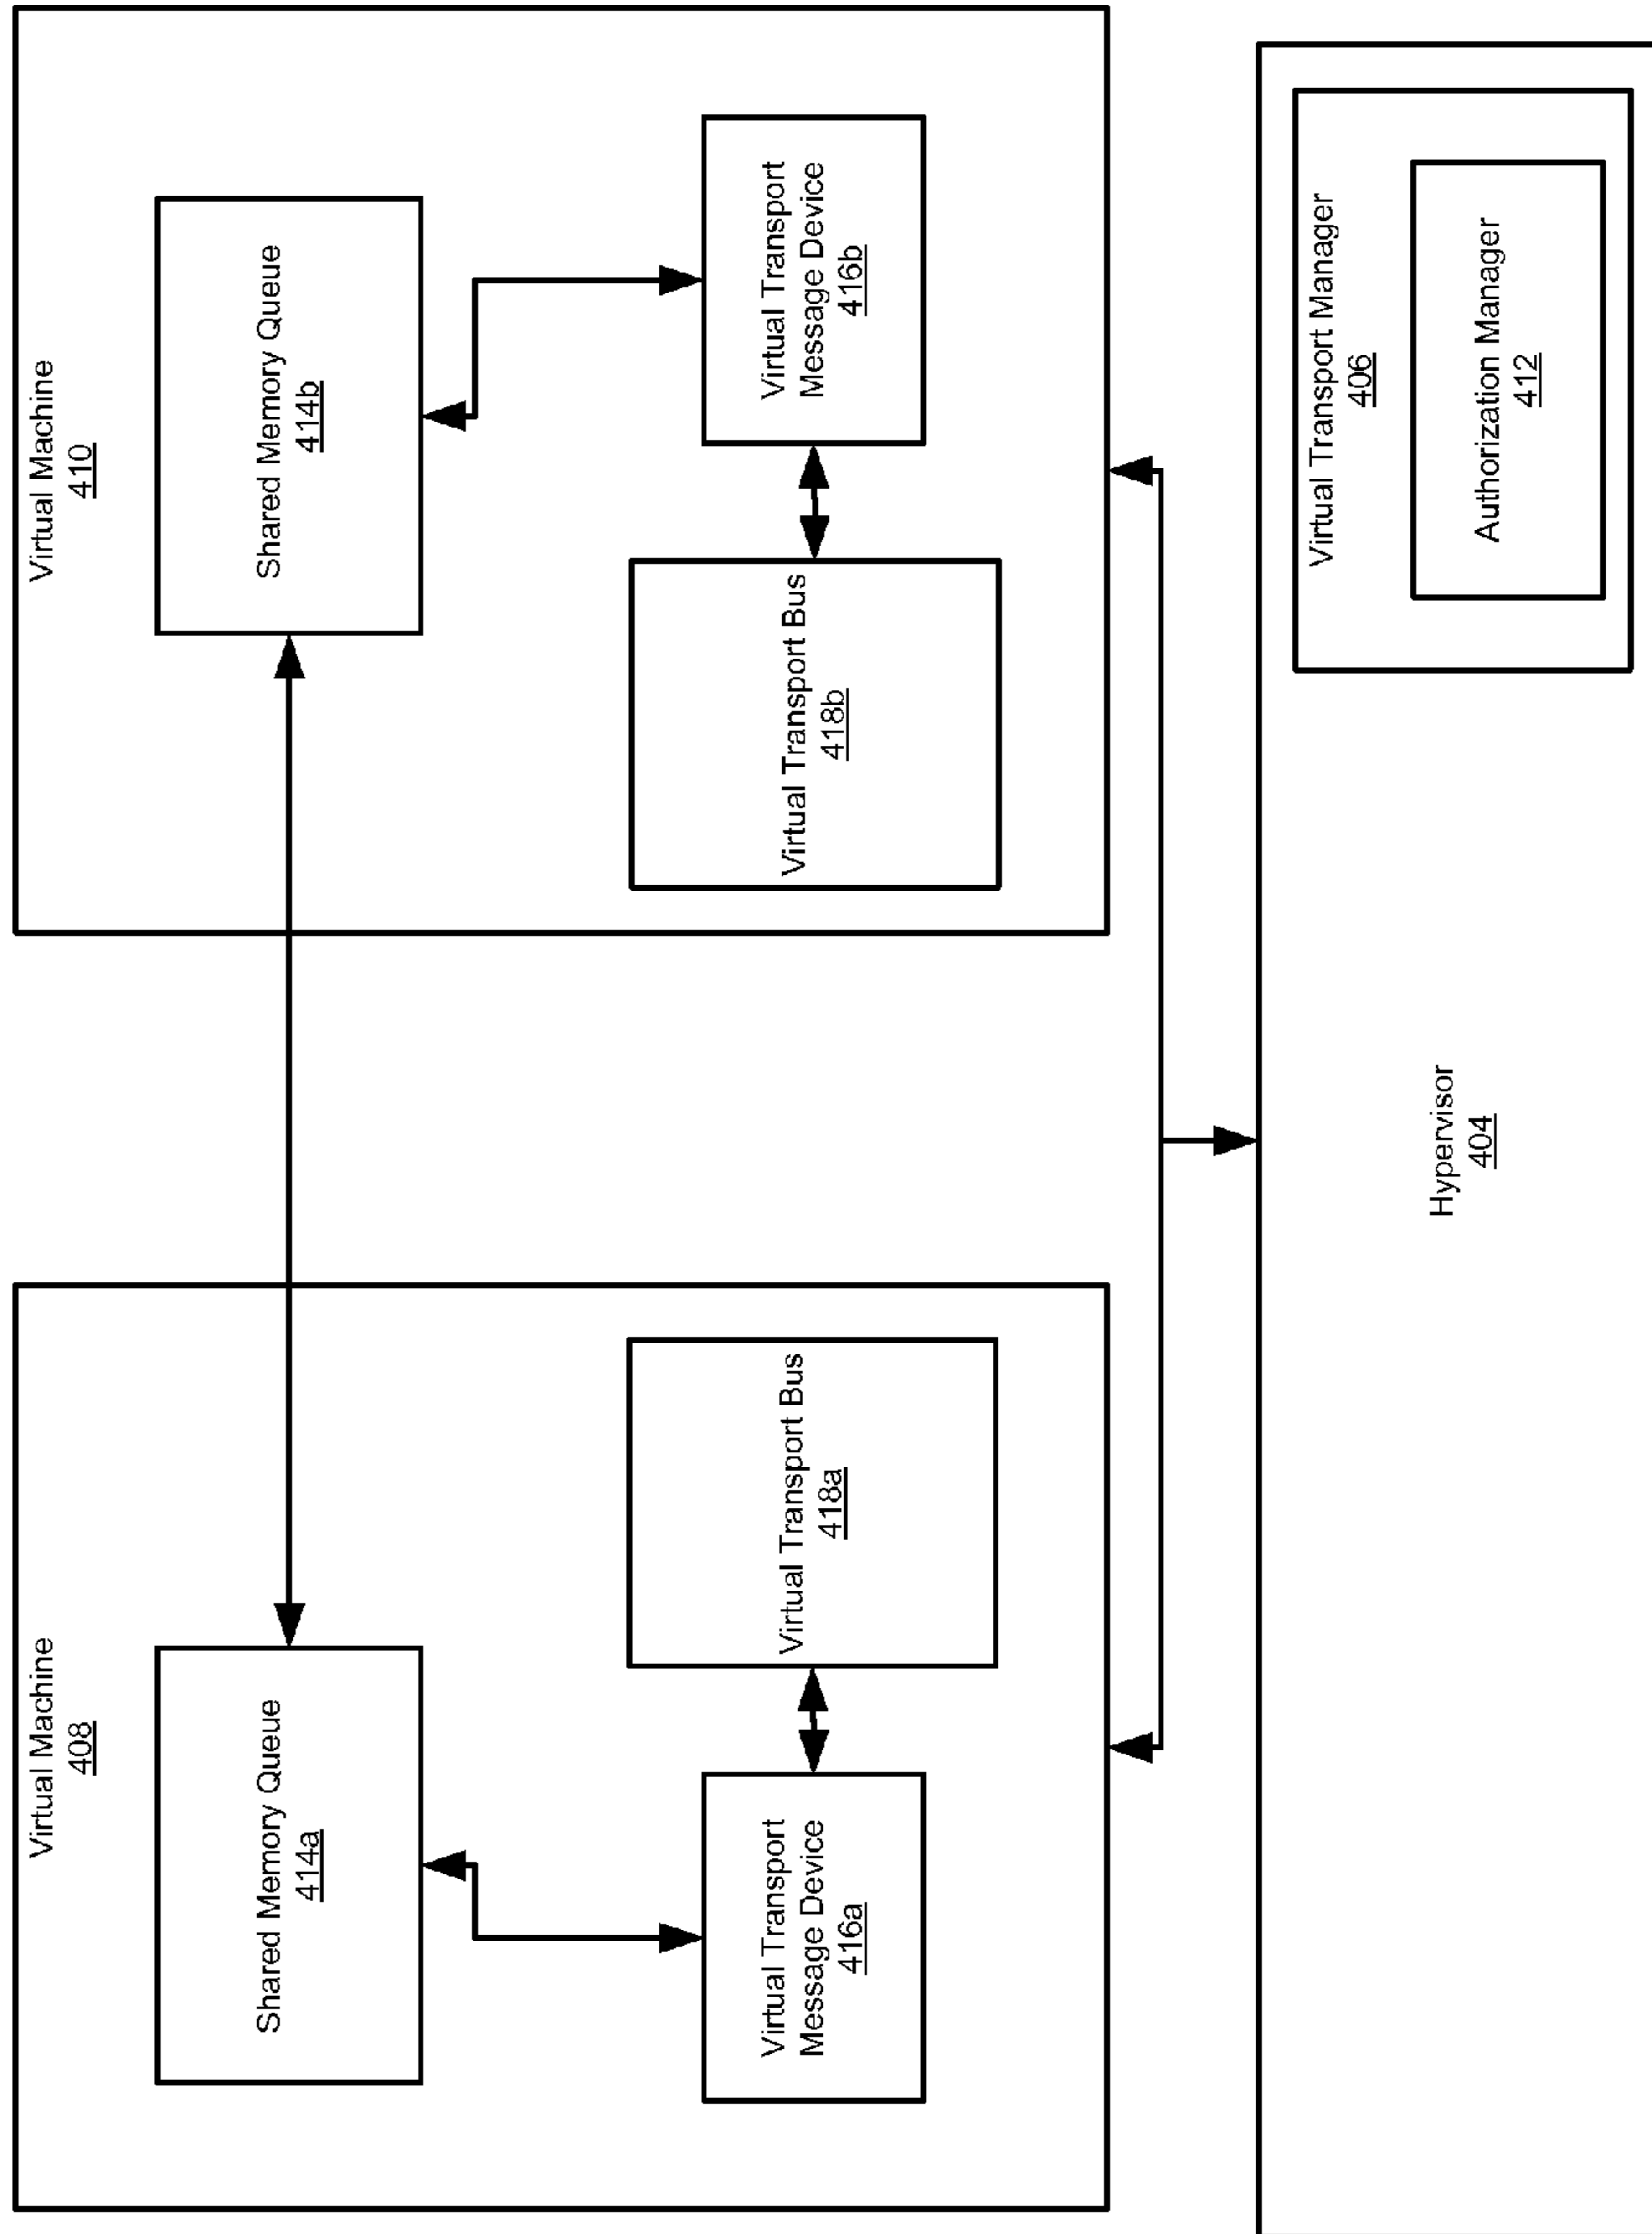 Virtual Machine
408
Shared Memory Queue
414a
Virtual Transport
Message Device
416a
Virtual Transport Bus
418a
Virtual Machine
410
Shared Memory Queue
414b
Virtual Transport Bus
418b
Virtual Transport
Message Device
416b
Hypervisor
404
Virtual Transport Manager
406
Authorization Manager
412